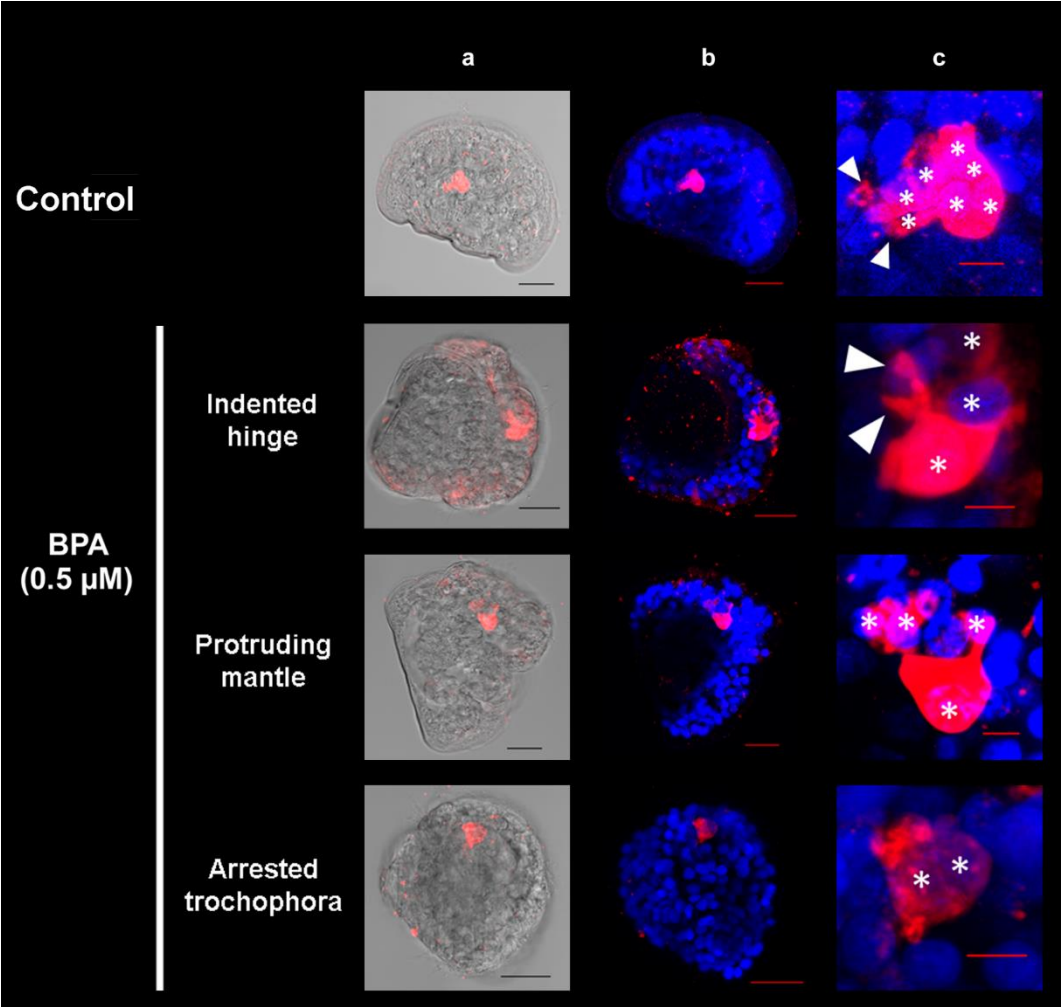 a b c
Control
Indented
hinge
BPA
(0.5 µM)
Protruding
mantle
Arrested
trochophora